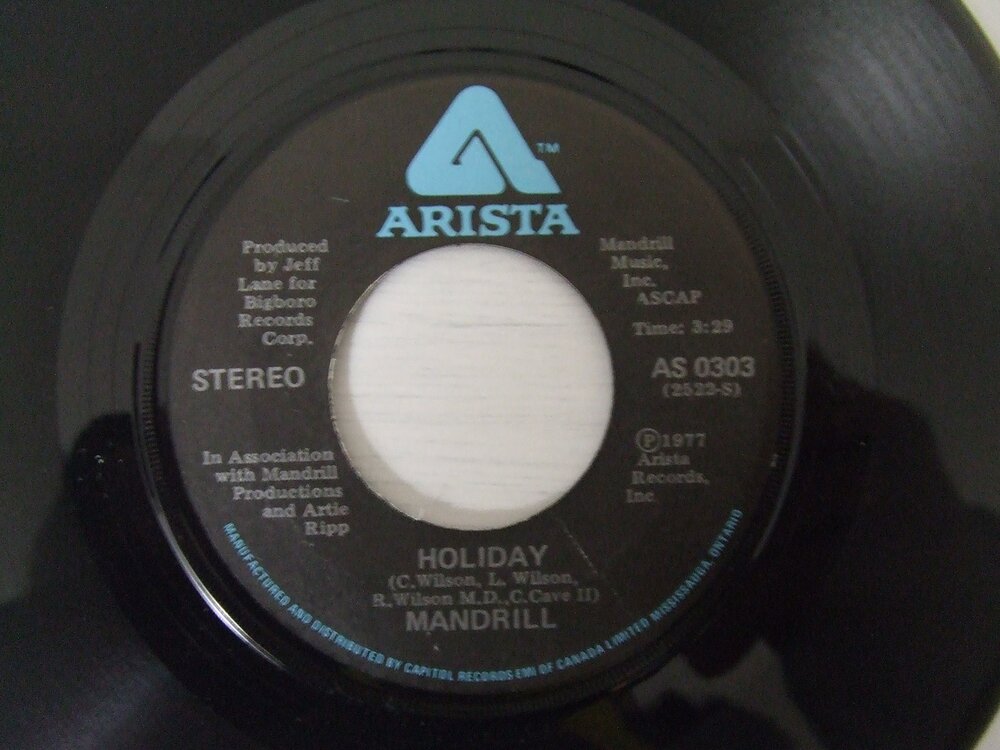 TM
ARISTA
Produced
by Jeff
Lane for
Bigboro
Records
Corp.
Mandrill
Music,
Inc.
ASCAP
Time: 3:29
STEREO
AS 0303
(2522-S)
In Association
with Mandrill
Productions
and Artie
Ripp
Ⓟ1977
Arista
Records,
Inc.
HOLIDAY
(C. Wilson, L. Wilson,
R. Wilson M.D., C. Cave II)
MANDRILL
MANUFACTURED AND DISTRIBUTED BY CAPITOL RECORDS EMI OF CANADA LIMITED MISSISSAUGA, ONTARIO